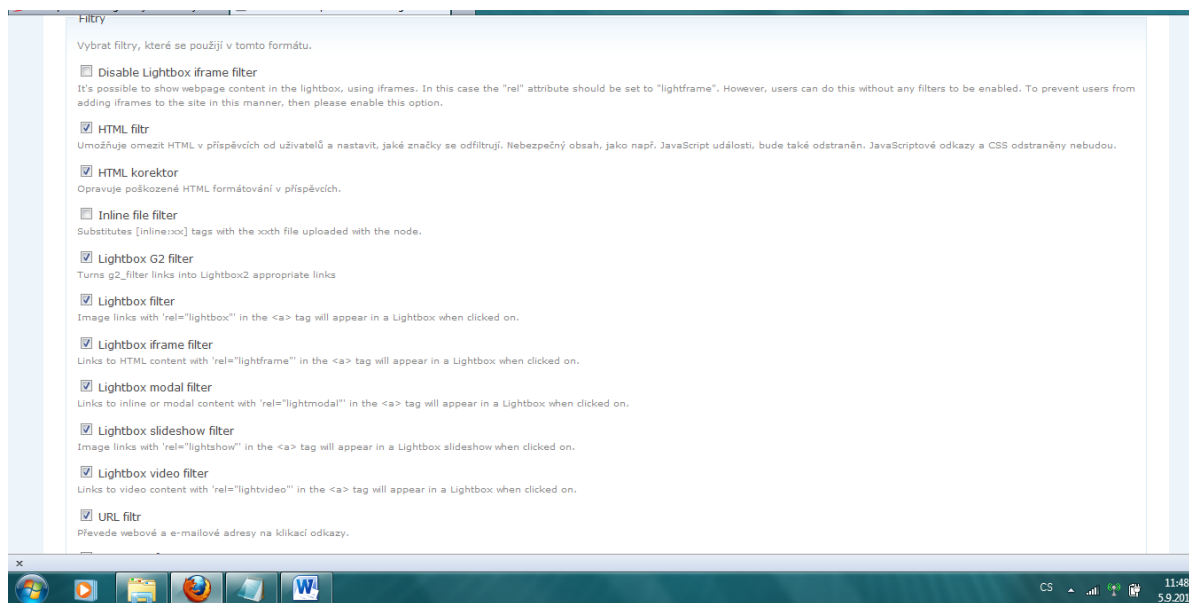 Filtry
Vybrat filtry, které se použijí v tomto formátu.
Disable Lightbox iframe filter
It's possible to show webpage content in the lightbox, using iframes. In this case the "rel" attribute should be set to "lightframe". However, users can do this without any filters to be enabled. To prevent users from
adding iframes to the site in this manner, then please enable this option.
HTML filtr
Umožňuje omezit HTML v příspěvcích od uživatelů a nastavit, jaké značky se odfiltrují. Nebezpečný obsah, jako např. JavaScript události, bude také odstraněn. JavaScriptové odkazy a CSS odstraněny nebudou.
HTML korektor
Opravuje poškozené HTML formátování v příspěvcích.
Inline file filter
Substitutes [inline:xx] tags with the xxth file uploaded with the node.
Lightbox G2 filter
Turns g2_filter links into Lightbox2 appropriate links
Lightbox filter
Image links with 'rel="lightbox"' in the <a> tag will appear in a Lightbox when clicked on.
Lightbox iframe filter
Links to HTML content with 'rel="lightframe"' in the <a> tag will appear in a Lightbox when clicked on.
Lightbox modal filter
Links to inline or modal content with 'rel="lightmodal"' in the <a> tag will appear in a Lightbox when clicked on.
Lightbox slideshow filter
Image links with 'rel="lightshow"' in the <a> tag will appear in a Lightbox slideshow when clicked on.
Lightbox video filter
Links to video content with 'rel="lightvideo"' in the <a> tag will appear in a Lightbox when clicked on.
URL filtr
Převede webové a e-mailové adresy na klikací odkazy.
CS
11:48
5.9.201